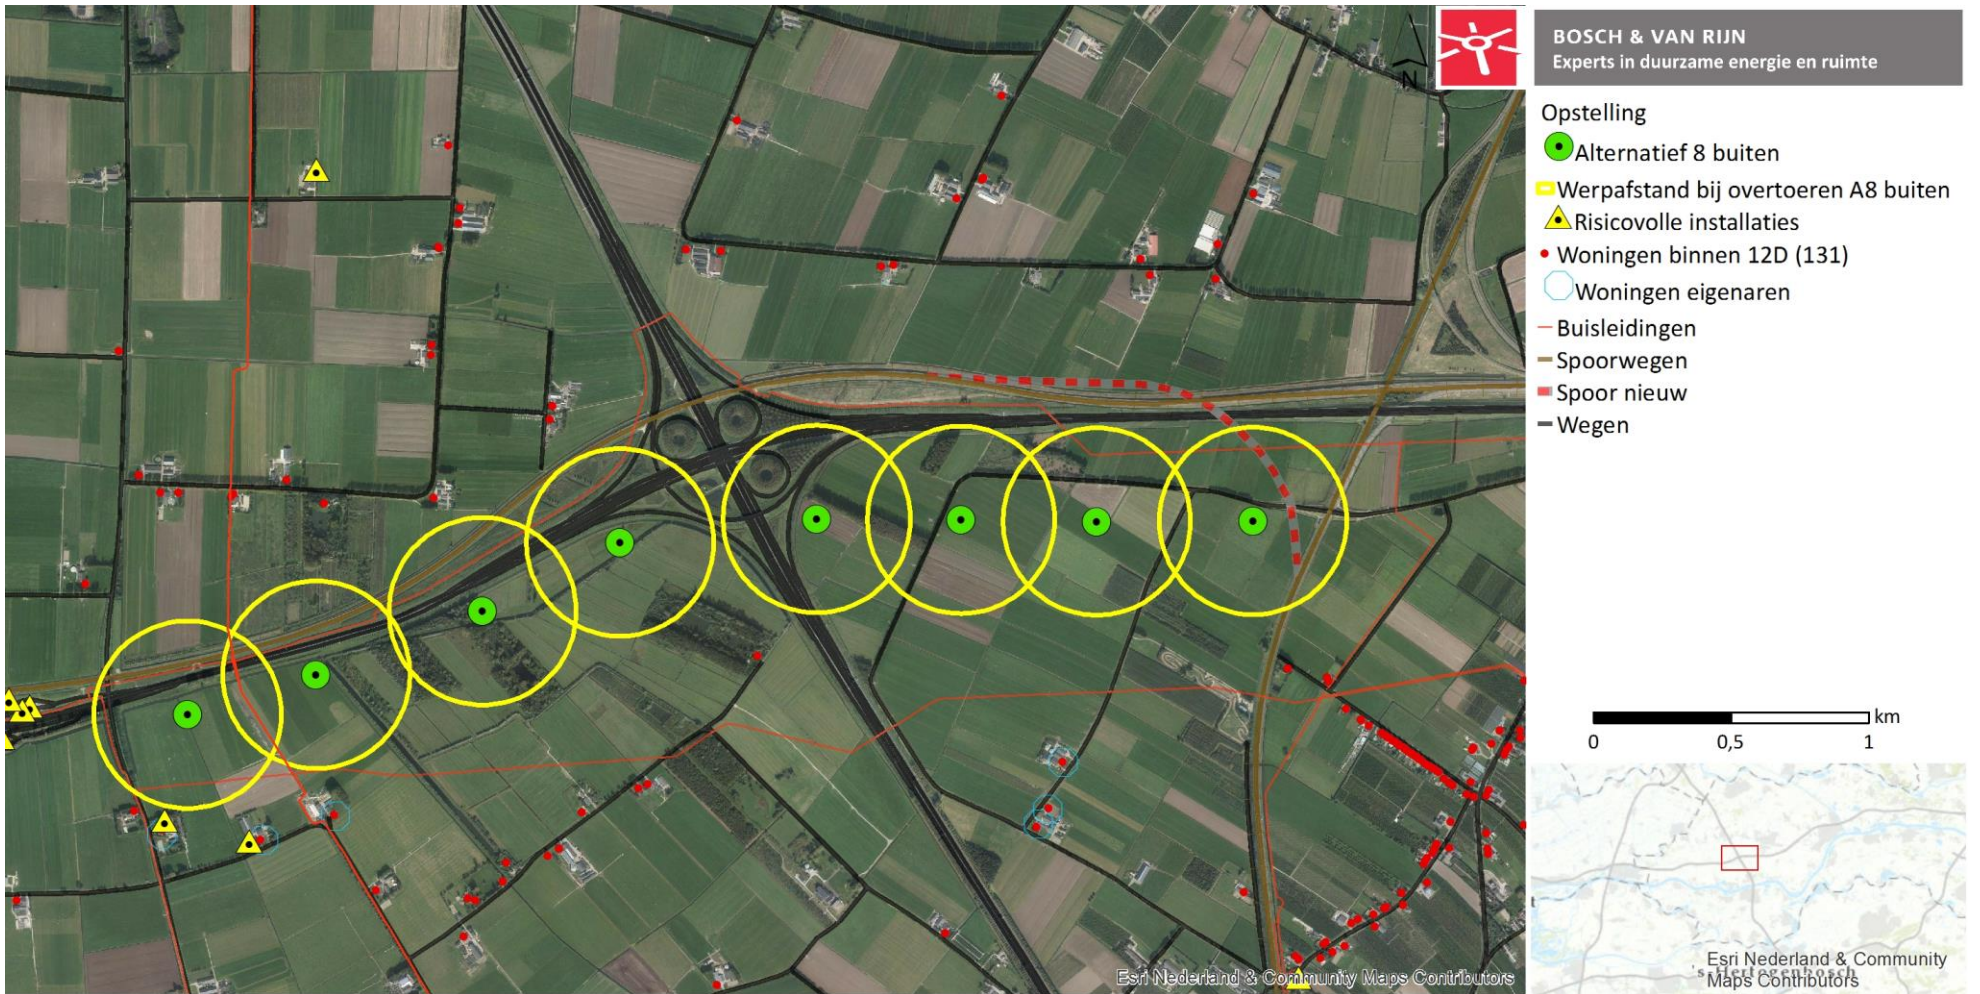 N
BOSCH & VAN RIJN
Experts in duurzame energie en ruimte
Opstelling
Alternatief 8 buiten
Werpafstand bij overtoeren A8 buiten
Risicovolle installaties
Woningen binnen 12D (131)
Woningen eigenaren
Buisleidingen
Spoorwegen
Spoor nieuw
Wegen
km
0 0,5 1
Esri Nederland & Community Maps Contributors
t
Esri Nederland & Community
's-Hertogenbosch
Maps Contributors